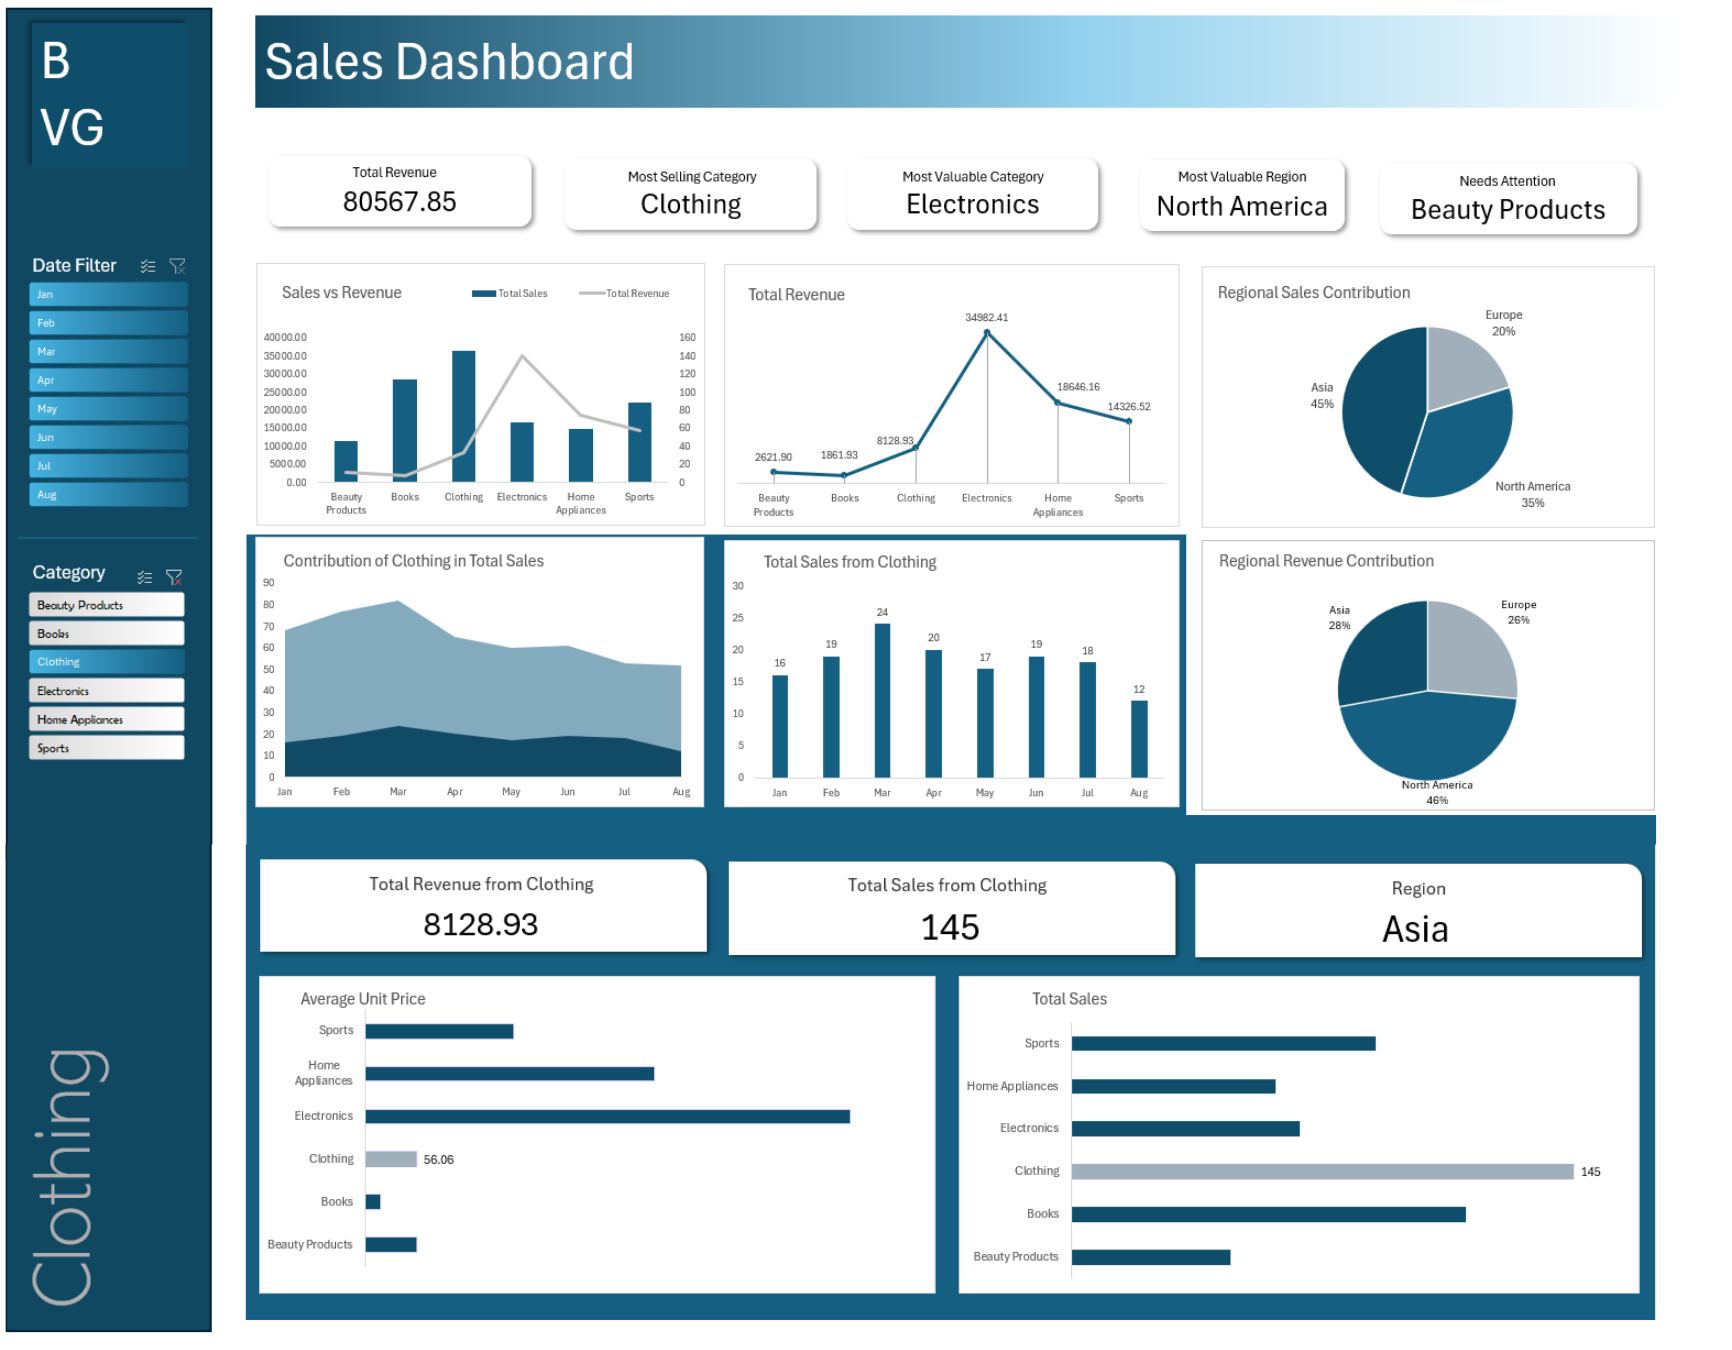 B
VG
Sales Dashboard
Total Revenue
80567.85
Most Selling Category
Clothing
Most Valuable Category
Electronics
Most Valuable Region
North America
Needs Attention
Beauty Products
Date Filter
Jan
Feb
Mar
Apr
May
Jun
Jul
Aug
Category
Beauty Products
Books
Clothing
Electronics
Home Appliances
Sports
Clothing
Sales vs Revenue
Total Sales
Total Revenue
40000.00
35000.00
30000.00
25000.00
20000.00
15000.00
10000.00
5000.00
0.00
160
140
120
100
80
60
40
20
0
Beauty
Products
Books
Clothing
Electronics
Home
Appliances
Sports
Total Revenue
2621.90
1861.93
8128.93
34982.41
18646.16
14326.52
Beauty
Products
Books
Clothing
Electronics
Home
Appliances
Sports
Regional Sales Contribution
Europe
20%
Asia
45%
North America
35%
Contribution of Clothing in Total Sales
90
80
70
60
50
40
30
20
10
0
Jan
Feb
Mar
Apr
May
Jun
Jul
Aug
Total Sales from Clothing
30
25
20
15
10
5
0
16
19
24
20
17
19
18
12
Jan
Feb
Mar
Apr
May
Jun
Jul
Aug
Regional Revenue Contribution
Asia
28%
Europe
26%
North America
46%
Total Revenue from Clothing
8128.93
Total Sales from Clothing
145
Region
Asia
Average Unit Price
Sports
Home
Appliances
Electronics
Clothing
56.06
Books
Beauty Products
Total Sales
Sports
Home Appliances
Electronics
Clothing
145
Books
Beauty Products